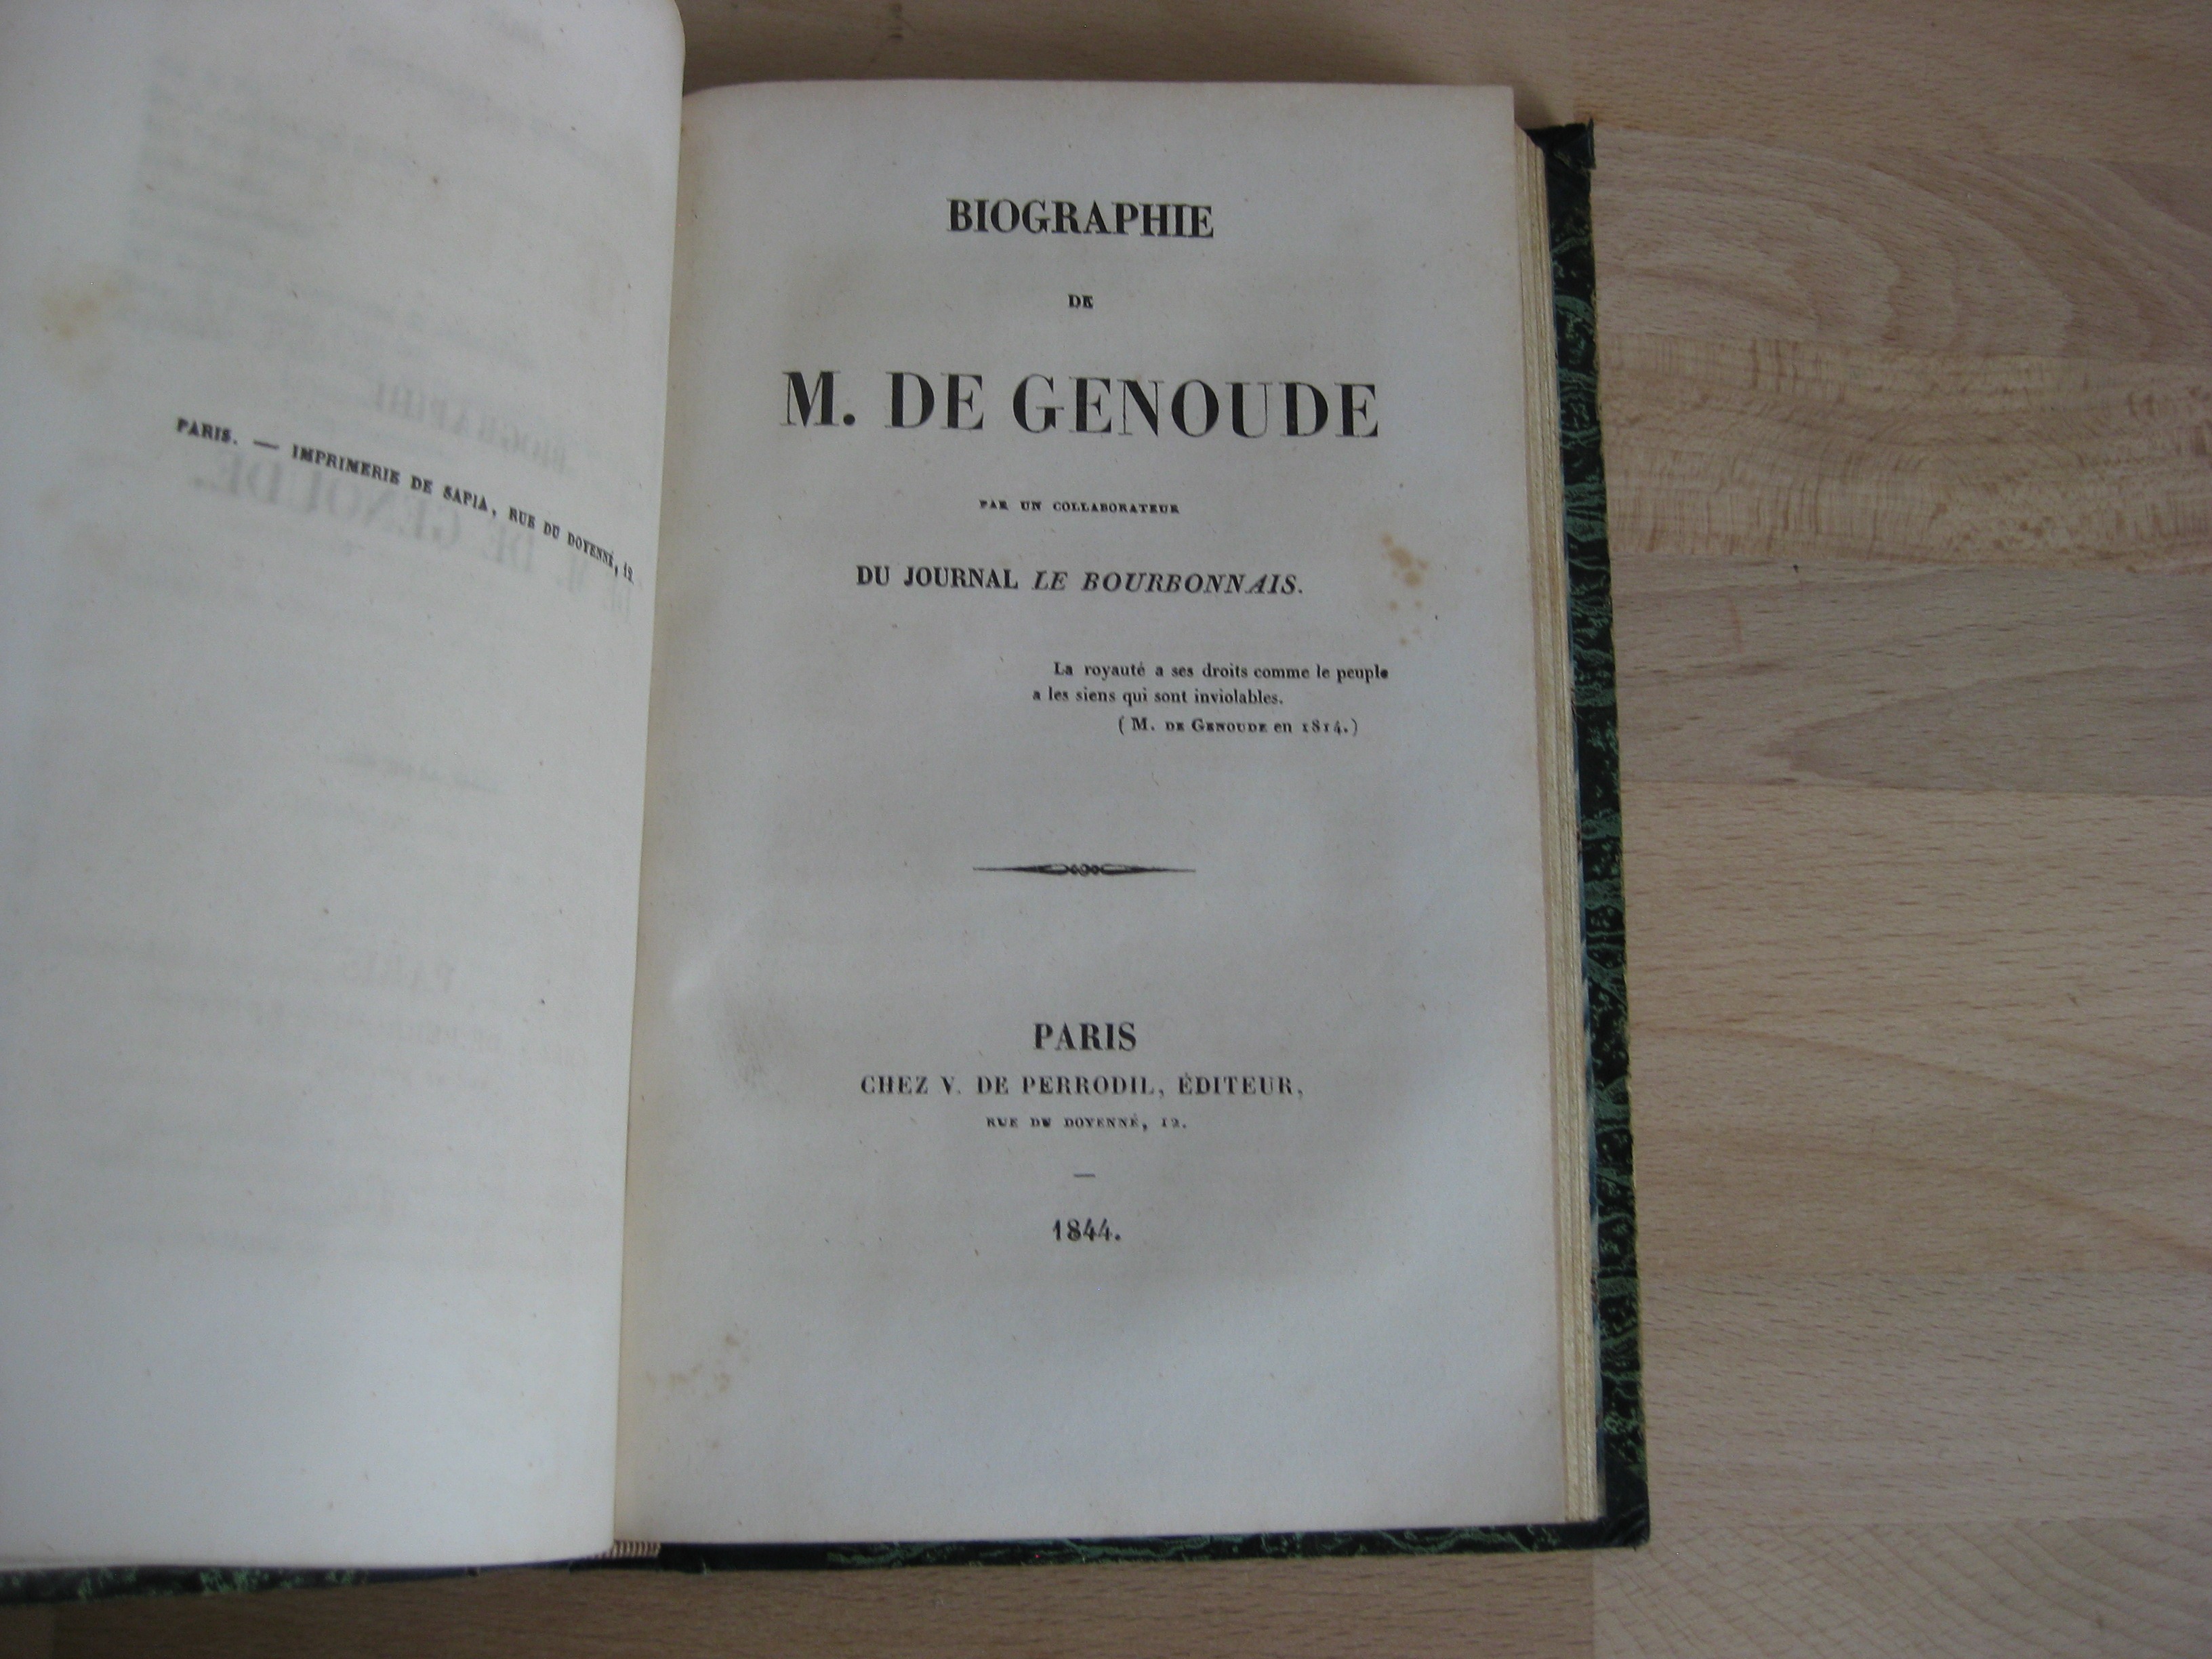 PARIS. — IMPRIMERIE DE SAPIA, RUE DU DOYENNÉ, 12
BIOGRAPHIE
DE
M. DE GENOUDE
PAR UN COLLABORATEUR
DU JOURNAL LE BOURBONNAIS.
La royauté a ses droits comme le peuple
a les siens qui sont inviolables.
( M. DE GENOUDE en 1814.)
PARIS
CHEZ V. DE PERRODIL, ÉDITEUR,
RUE DU DOYENNÉ, 12.
—
1844.